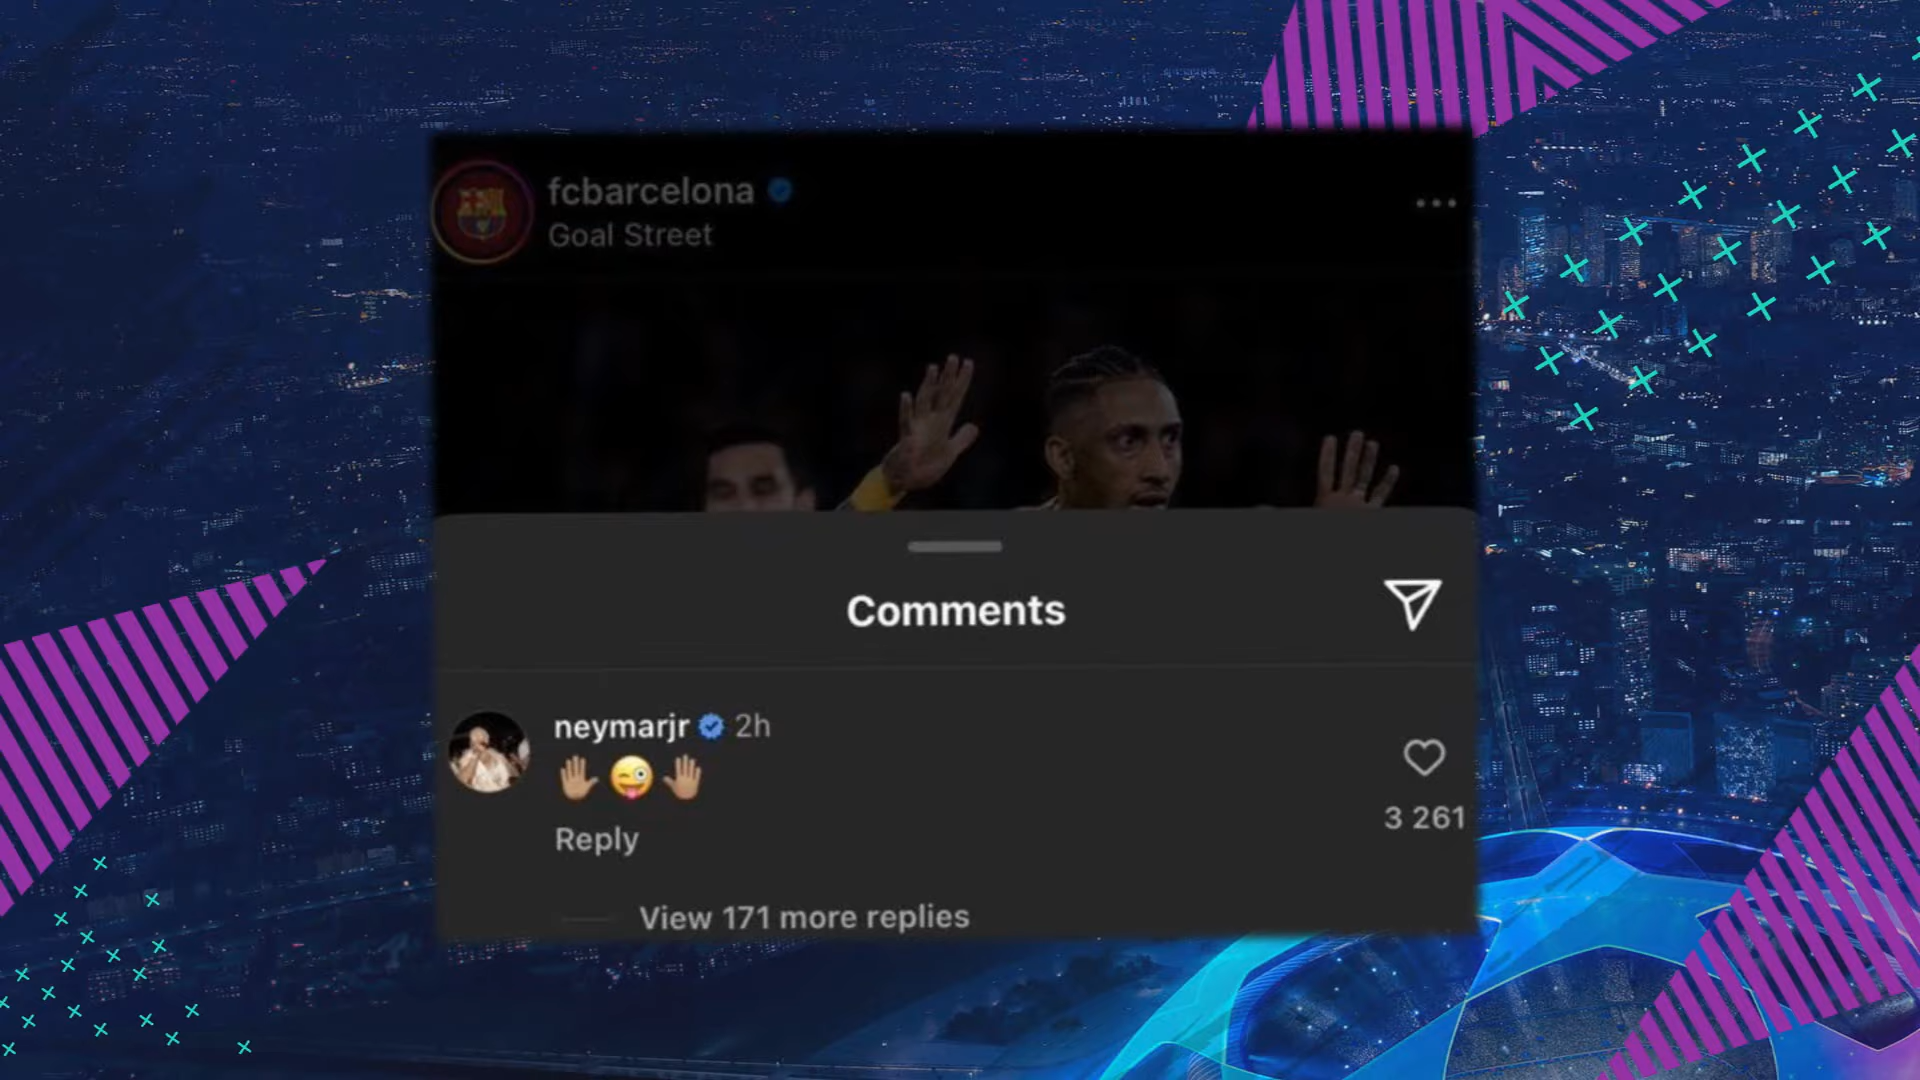 fcbarcelona
Goal Street
Comments
neymarjr 2h
🖐🏽😜🖐🏽
Reply
3 261
View 171 more replies